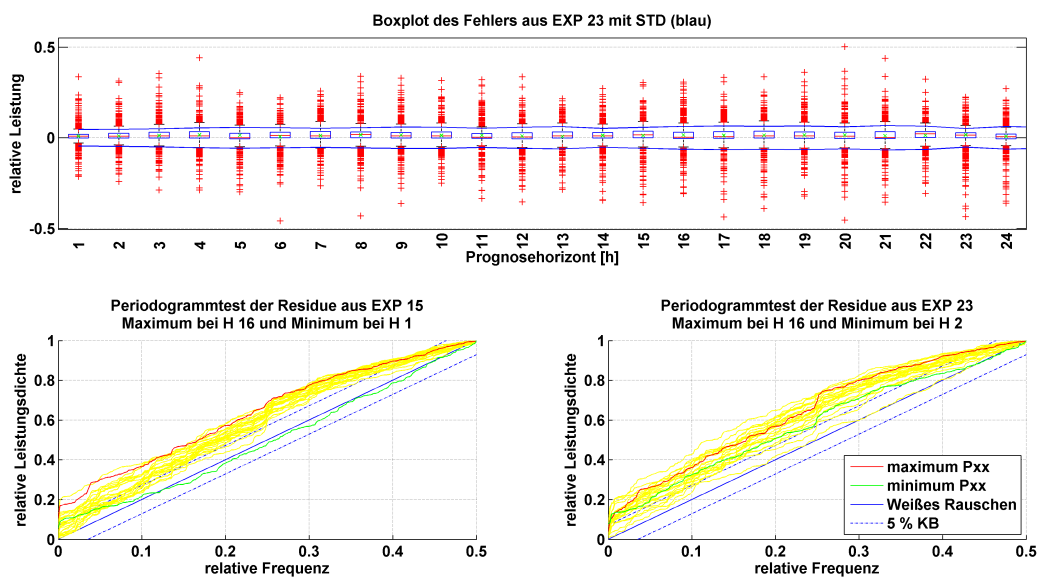 Boxplot des Fehlers aus EXP 23 mit STD (blau)
relative Leistung
0.5
0
-0.5
1 2 3 4 5 6 7 8 9 10 11 12 13 14 15 16 17 18 19 20 21 22 23 24
Prognosehorizont [h]
Periodogrammtest der Residue aus EXP 15
Maximum bei H 16 und Minimum bei H 1
relative Leistungsdichte
1
0.8
0.6
0.4
0.2
0
0 0.1 0.2 0.3 0.4 0.5
relative Frequenz
Periodogrammtest der Residue aus EXP 23
Maximum bei H 16 und Minimum bei H 2
relative Leistungsdichte
1
0.8
0.6
0.4
0.2
0
maximum Pxx
minimum Pxx
Weißes Rauschen
5 % KB
0 0.1 0.2 0.3 0.4 0.5
relative Frequenz